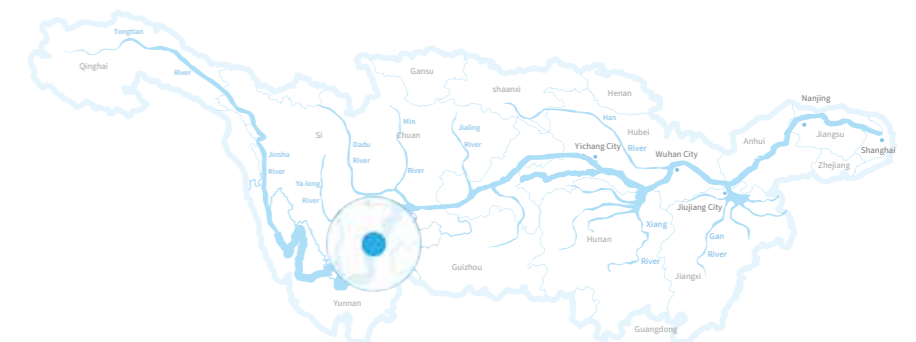 Tongtian
Qinghai
River
Gansu
shaanxi
Henan
Nanjing
Min
Si
Chuan
Jialing
Han
Hubei
Jiangsu
Dadu
River
Yichang City
River
Wuhan City
Anhui
Shanghai
Jinsha
River
River
River
Zhejiang
Ya-long
River
Jiujiang City
Xiang
Hunan
Gan
River
River
Guizhou
Jiangxi
Yunnan
Guangdong